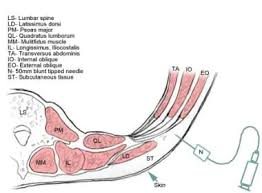 LS- Lumbar spine
LD- Latissimus dorsi
PM- Psoas major
QL- Quadratus lumborum
MM- Multifidus muscle
IL- Longissimus, Iliocostalis
TA- Transversus abdominis
IO- Internal oblique
EO- External oblique
N- 50mm blunt tipped needle
ST- Subcutaneous tissue
TA IO EO
LS
PM
QL
N
MM
IL
LD
ST
Skin